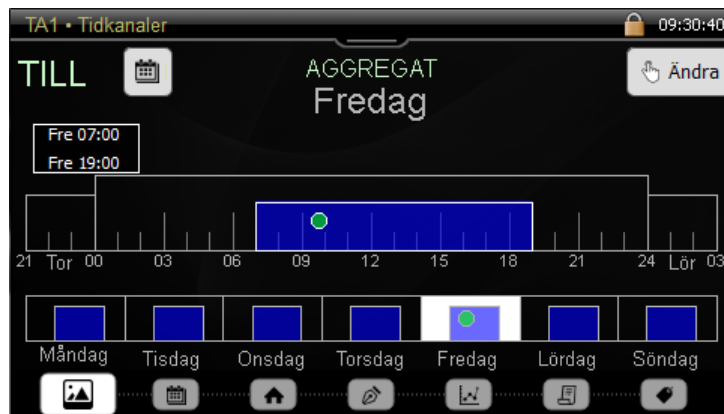 TA1 • Tidkanaler 09:30:40
TILL AGGREGAT Ändra
Fredag
Fre 07:00
Fre 19:00
21 Tor 00 03 06 09 12 15 18 21 24 Lör 03
Måndag Tisdag Onsdag Torsdag Fredag Lördag Söndag